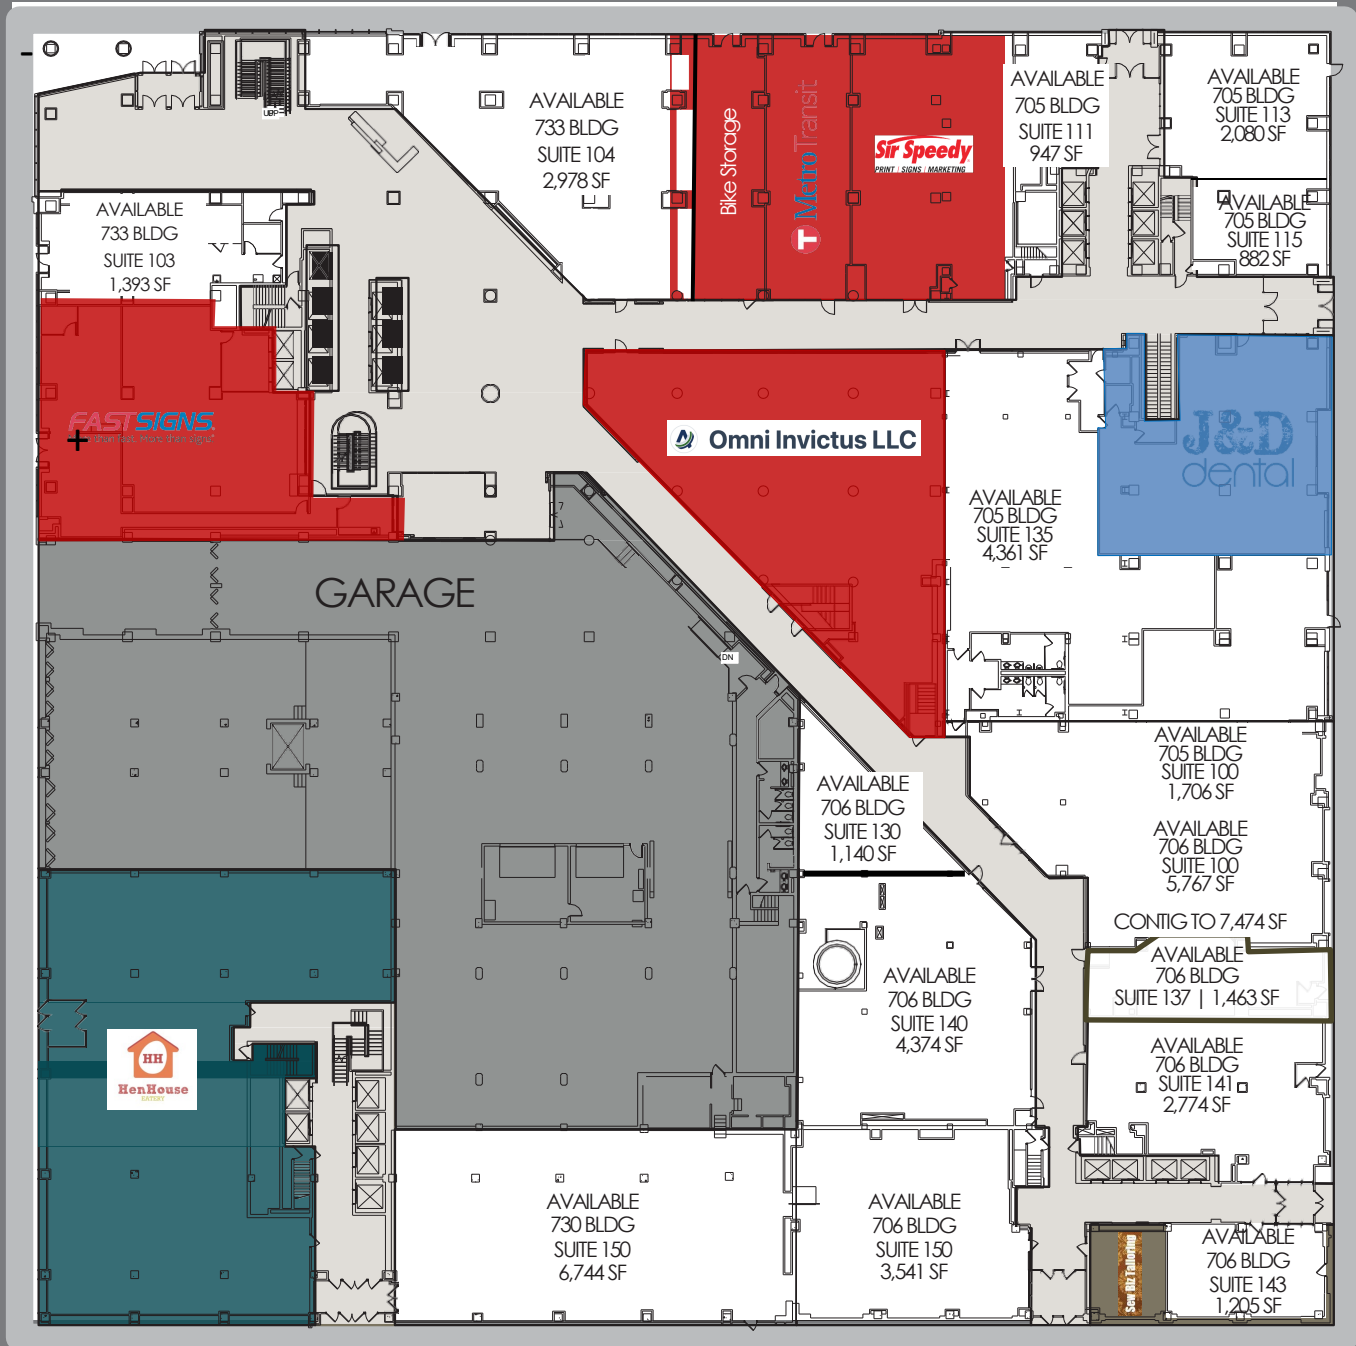 UBP
AVAILABLE
733 BLDG
SUITE 104
2,978 SF
Bike Storage
T MetroTransit
Sir Speedy
PRINT | SIGNS | MARKETING
AVAILABLE
705 BLDG
SUITE 111
947 SF
AVAILABLE
705 BLDG
SUITE 113
2,080 SF
AVAILABLE
705 BLDG
SUITE 115
882 SF
AVAILABLE
733 BLDG
SUITE 103
1,393 SF
FASTSIGNS.
Omni Invictus LLC
J&D
dental
AVAILABLE
705 BLDG
SUITE 135
4,361 SF
GARAGE
DN
AVAILABLE
705 BLDG
SUITE 100
1,706 SF
AVAILABLE
706 BLDG
SUITE 100
5,767 SF
CONTIG TO 7,474 SF
AVAILABLE
706 BLDG
SUITE 130
1,140 SF
AVAILABLE
706 BLDG
SUITE 137 | 1,463 SF
AVAILABLE
706 BLDG
SUITE 140
4,374 SF
HH
HenHouse
EATERY
AVAILABLE
706 BLDG
SUITE 141
2,774 SF
AVAILABLE
730 BLDG
SUITE 150
6,744 SF
AVAILABLE
706 BLDG
SUITE 150
3,541 SF
Sew Biz Tailoring
AVAILABLE
706 BLDG
SUITE 143
1,205 SF